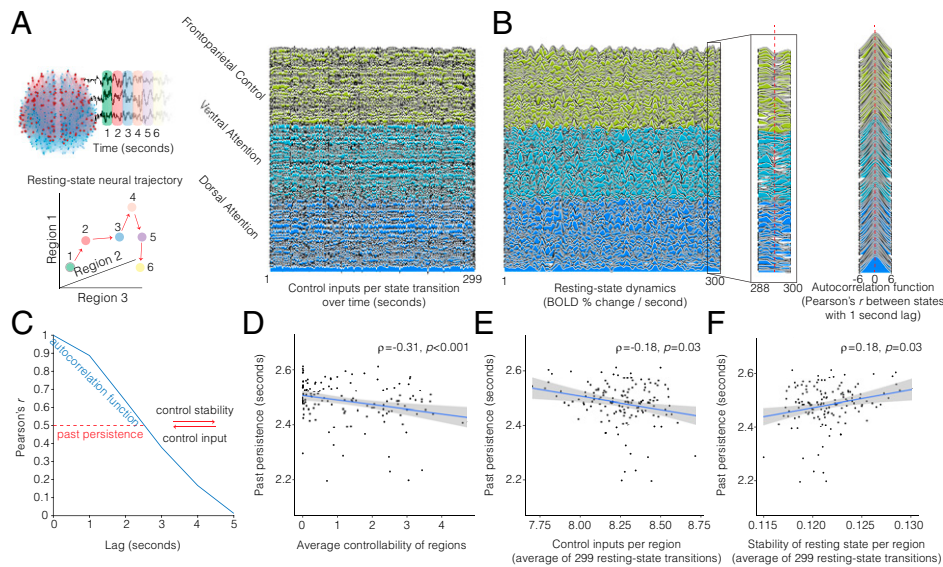 A
1 2 3 4 5 6
Time (seconds)
Resting-state neural trajectory
Region 1
Region 2
Region 3
1
2
3
4
5
6
Frontoparietal Control
Ventral Attention
Dorsal Attention
1
299
Control inputs per state transition
over time (seconds)
B
1
300
Resting-state dynamics
(BOLD % change / second)
288
300
-6 0 6
Autocorrelation function
(Pearson's r between states
with 1 second lag)
C
Pearson's r
1
0.9
0.8
0.7
0.6
0.5
0.4
0.3
0.2
0.1
0
autocorrelation function
past persistence
control stability
control input
0 1 2 3 4 5
Lag (seconds)
D
ρ=-0.31, p<0.001
Past persistence (seconds)
2.6
2.4
2.2
0 1 2 3 4
Average controllability of regions
E
ρ=-0.18, p=0.03
Past persistence (seconds)
2.6
2.4
2.2
7.75 8.00 8.25 8.50 8.75
Control inputs per region
(average of 299 resting-state transitions)
F
ρ=0.18, p=0.03
Past persistence (seconds)
2.6
2.4
2.2
0.115 0.120 0.125 0.130
Stability of resting state per region
(average of 299 resting-state transitions)